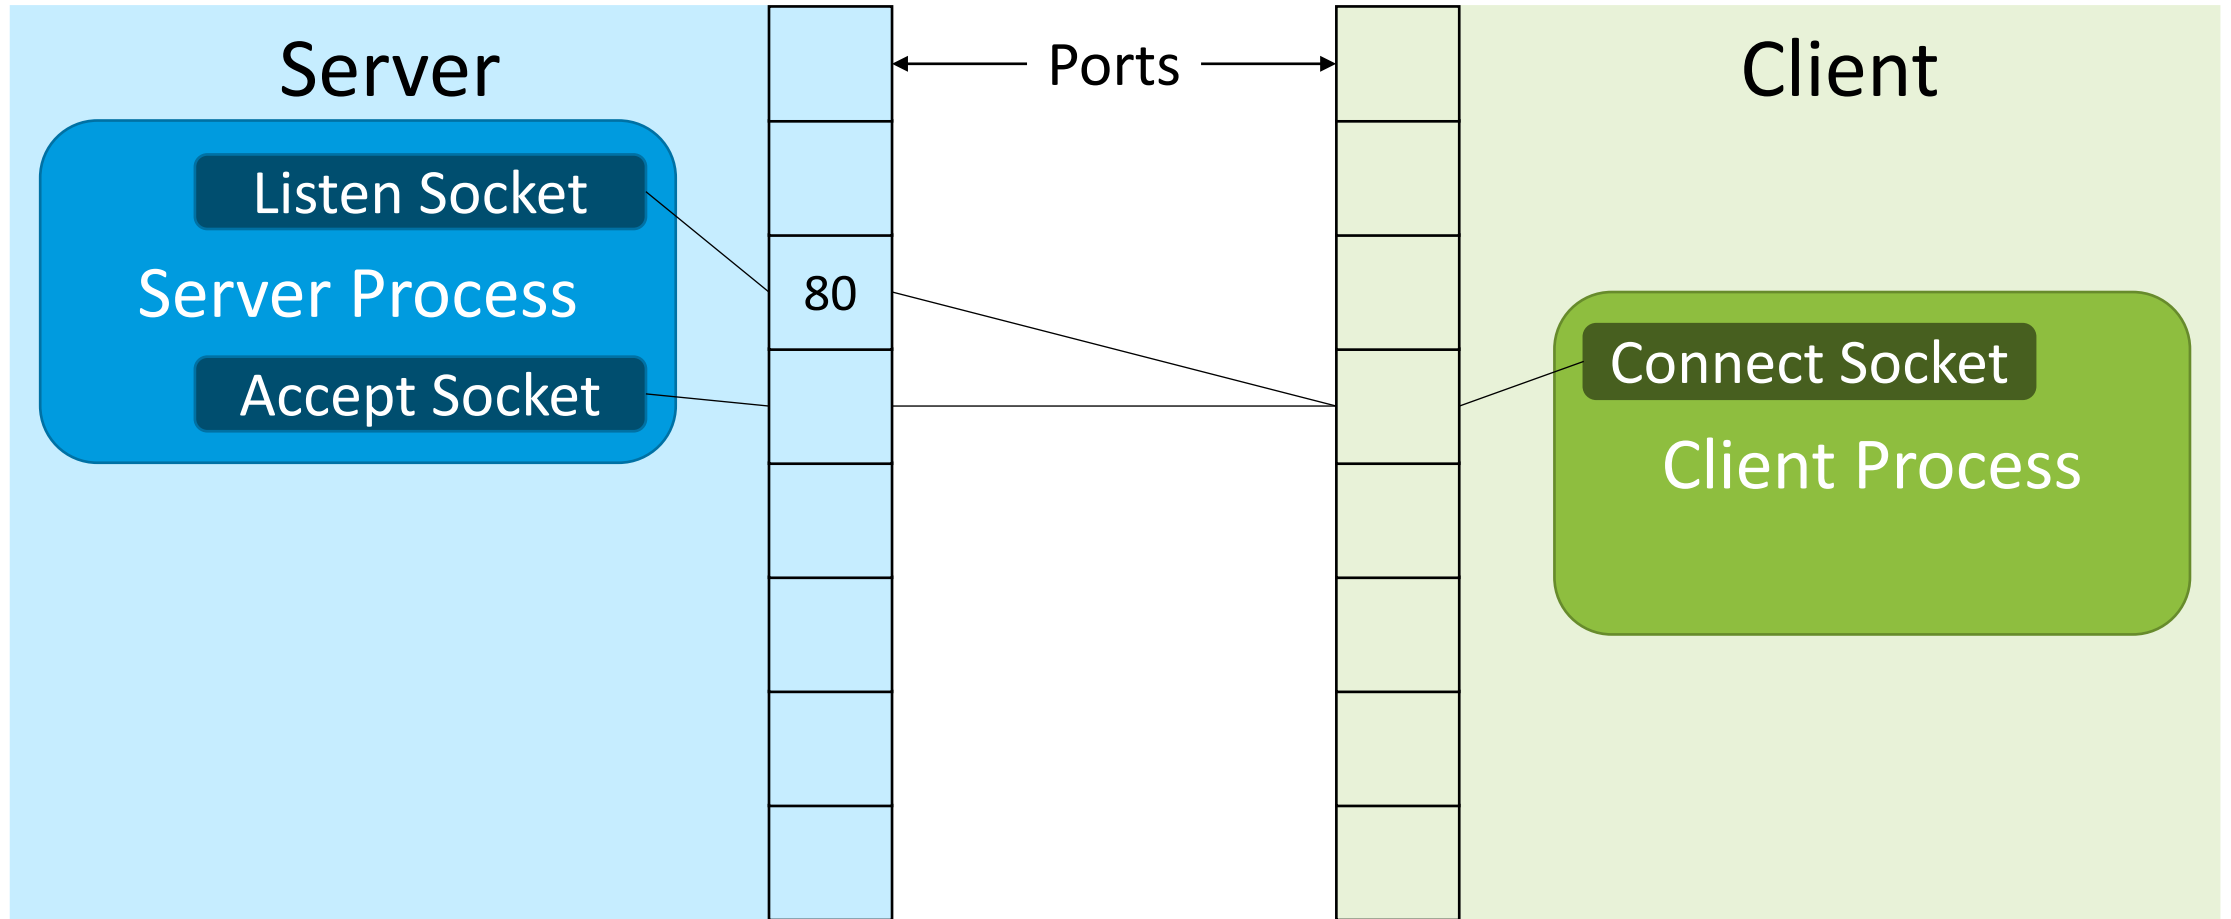 Server
Ports
Client
Listen Socket
Server Process
80
Accept Socket
Connect Socket
Client Process